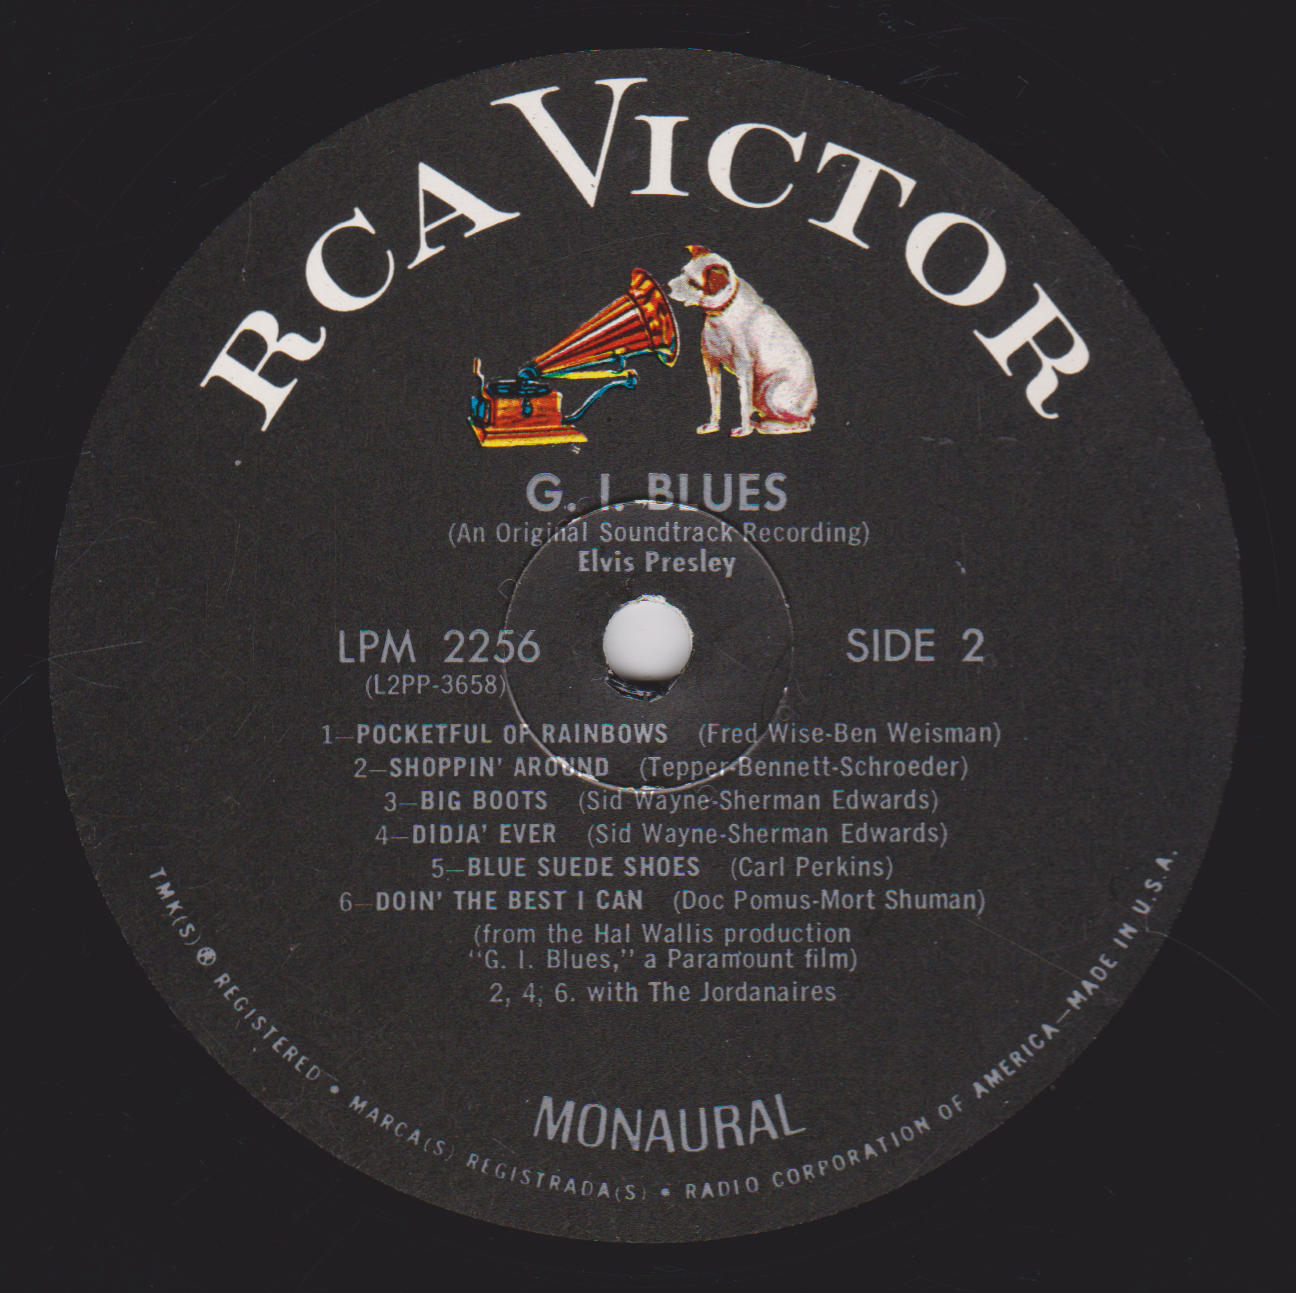 RCA VICTOR
G. I. BLUES
(An Original Soundtrack Recording)
Elvis Presley
LPM 2256
(L2PP-3658)
SIDE 2
1—POCKETFUL OF RAINBOWS (Fred Wise-Ben Weisman)
2—SHOPPIN' AROUND (Tepper-Bennett-Schroeder)
3—BIG BOOTS (Sid Wayne-Sherman Edwards)
4—DIDJA' EVER (Sid Wayne-Sherman Edwards)
5—BLUE SUEDE SHOES (Carl Perkins)
6—DOIN' THE BEST I CAN (Doc Pomus-Mort Shuman)
(from the Hal Wallis production
"G. I. Blues," a Paramount film)
2, 4, 6. with The Jordanaires
MONAURAL
TMK(S) ® REGISTERED • MARCA(S) REGISTRADA(S) • RADIO CORPORATION OF AMERICA—MADE IN U.S.A.